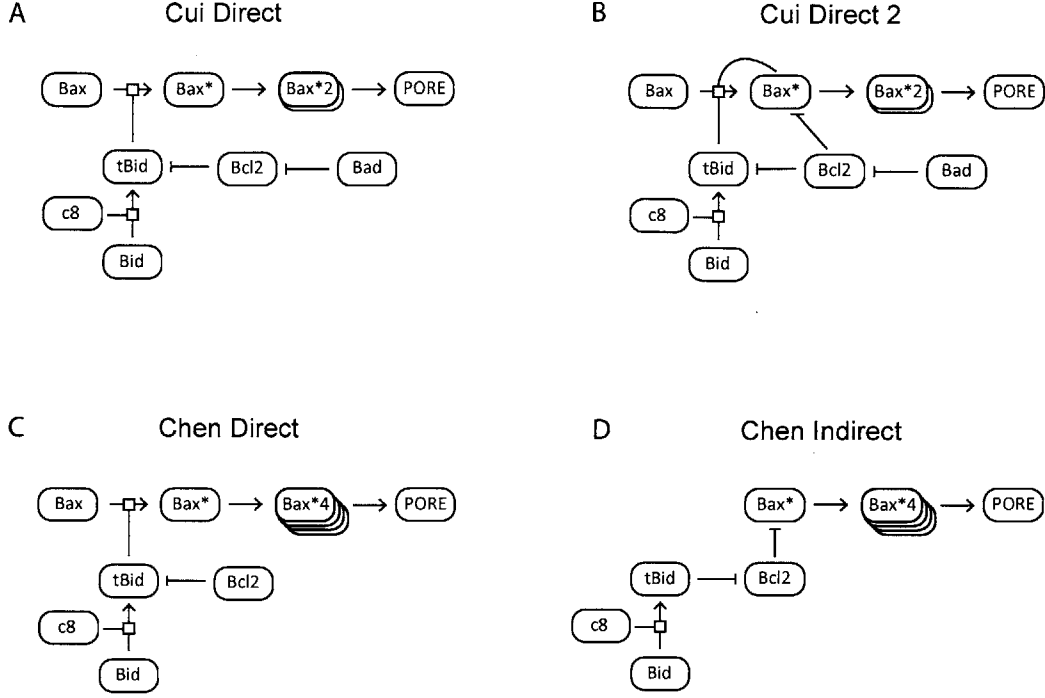 A Cui Direct
Bax Bax* Bax*2 PORE
tBid Bcl2 Bad
c8
Bid
B Cui Direct 2
Bax Bax* Bax*2 PORE
tBid Bcl2 Bad
c8
Bid
C Chen Direct
Bax Bax* Bax*4 PORE
tBid Bcl2
c8
Bid
D Chen Indirect
Bax* Bax*4 PORE
tBid Bcl2
c8
Bid